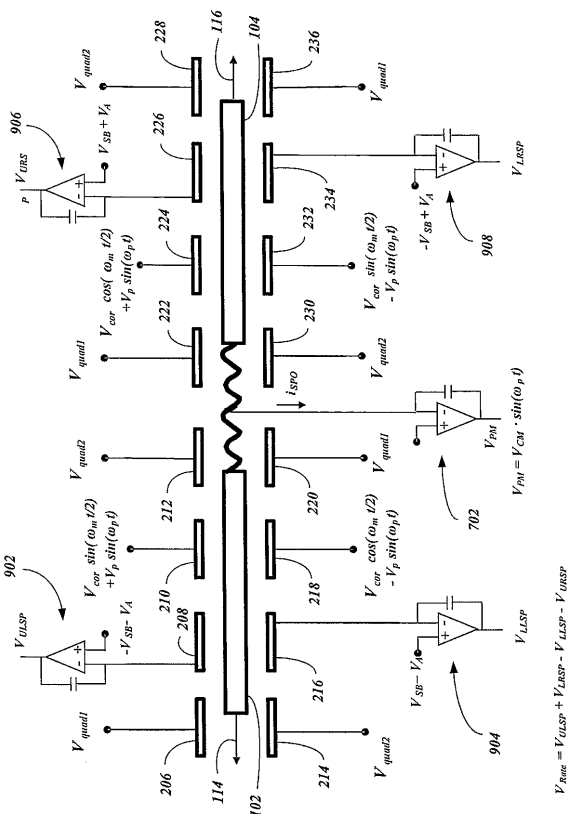 902
906
V_ULSP
V_URS
P
V_quad1
-V_SB - V_A
V_cor sin(ω_m t/2)
+V_p sin(ω_p t)
V_quad2
V_quad1
V_cor cos(ω_m t/2)
+V_p sin(ω_p t)
V_SB + V_A
V_quad2
206
208
210
212
222
224
226
228
114
102
104
116
214
216
218
220
230
232
234
236
i_SPO
V_quad2
V_SB - V_A
V_cor cos(ω_m t/2)
- V_p sin(ω_p t)
V_quad1
V_quad2
V_cor sin(ω_m t/2)
- V_p sin(ω_p t)
-V_SB + V_A
V_quad1
904
702
908
V_LLSP
V_PM
V_LRSP
V_PM = V_CM · sin(ω_p t)
V_Rate = V_ULSP + V_LRSP - V_LLSP - V_URSP